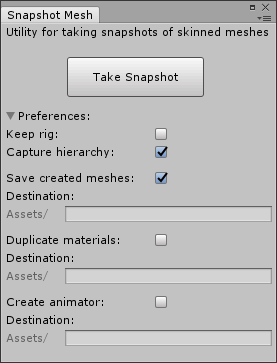 Snapshot Mesh
Utility for taking snapshots of skinned meshes
Take Snapshot
Preferences:
Keep rig:
Capture hierarchy:
Save created meshes:
Destination:
Assets/
Duplicate materials:
Destination:
Assets/
Create animator:
Destination:
Assets/